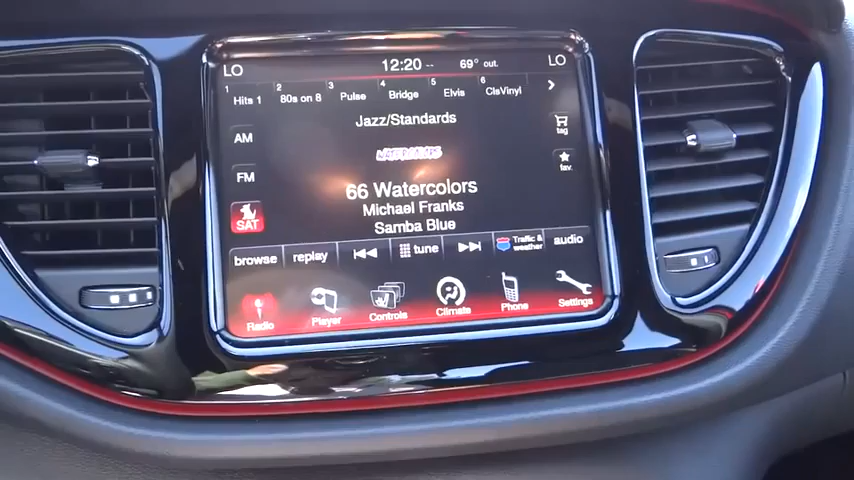 LO 12:20 -- 69° out. LO
1 Hits 1 2 80s on 8 3 Pulse 4 Bridge 5 Elvis 6 ClsVinyl
Jazz/Standards
AM
tag
WATERCOLORS
FM
fav
66 Watercolors
Michael Franks
SAT
Samba Blue
browse replay tune Traffic & weather audio
Radio Player Controls Climate Phone Settings